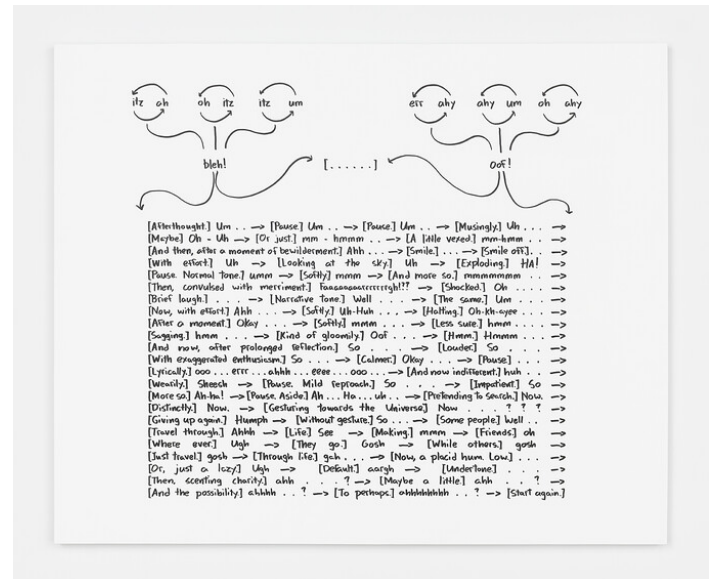 itz ah oh itz itz um err ahy ahy um oh ahy
bleh! [......] Oof!
[Afterthought.] Um . . —> [Pause.] Um . . —> [Pause.] Um . . —> [Musingly.] Uh . . . —>
[Maybe] Oh - Uh —> [Or just.] mm - hmmm . . —> [A little vexed.] mm-hmm . . —>
[And then, after a moment of bewilderment.] Ahh . . . —> [Smile.] . . . —> [Smile off]. . . —>
[With effort.] Uh —> [Looking at the sky.] Uh —> [Exploding.] HA! —>
[Pause. Normal tone.] umm —> [Softly] mmm —> [And more so.] mmmmmmm . . —>
[Then, convulsed with merriment.] Faaaaaaarrrrrrrgh!?? —> [Shocked.] Oh . . . . —>
[Brief laugh.] . . . —> [Narrative Tone.] Well . . —> [The same.] Um . . . —>
[Now, with effort.] Ahh . . . —> [Softly.] Uh-Huh . . . —> [Halting.] Oh-kh-ayee . . . —>
[After a moment.] Okay . . . —> [Softly.] mmm . . . —> [Less sure.] hmm . . . . —>
[Sagging.] hmm . . . —> [Kind of gloomily.] Oof . . . —> [Hmm.] Hmmmm . . . —>
[And now, after prolonged reflection.] So . . . . —> [Louder.] So . . . . —>
[With exaggerated enthusiasm.] So . . . . —> [Calmer.] Okay . . . —> [Pause.] . . . —>
[Lyrically.] ooo . . . errr . . .ahhh . . . eeee . . .ooo . . . —> [And now indifferent.] huh . . —>
[Wearily.] Sheesh —> [Pause. Mild reproach.] So . . . . —> [Impatient.] So —>
[More so.] Ah-ha! —> [Pause. Aside.] Ah . . . Ha . . .uh . . —> [Pretending to search.] Now. —>
[Distinctly.] Now. —> [Gesturing towards the Universe] Now . . . . ? ? ? —>
[Giving up again.] Humph —> [Without gesture.] So . . . —> [Some people.] Well . . —>
[Travel through.] Ahhh —> [Life] See —> [Making.] mmm —> [Friends.] oh —>
[Where ever.] Ugh —> [They go.] Gosh —> [While others.] gosh —>
[Just travel.] gosh —> [Through life.] gah . . . —> [Now, a placid hum. Low.] . . . —>
[Or, just a lazy.] Ugh —> [Default.] aargh —> [Undertone.] . . . . —>
[Then, scenting charity.] ahh . . . . ? —> [Maybe a little.] ahh . . ? —>
[And the possibility.] ahhhh . . ? —> [To perhaps.] ahhhhhhhh . . ? —> [Start again.]